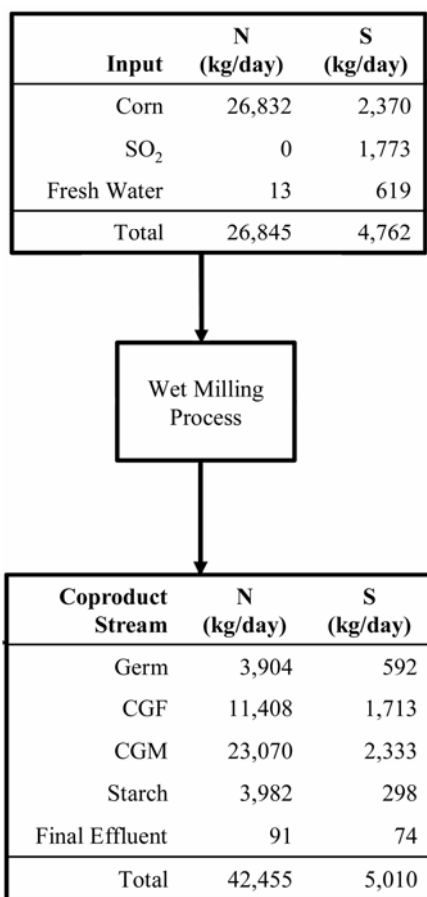 Input N (kg/day) S (kg/day)
Corn 26,832 2,370
SO₂ 0 1,773
Fresh Water 13 619
Total 26,845 4,762
Wet Milling
Process
Coproduct Stream N (kg/day) S (kg/day)
Germ 3,904 592
CGF 11,408 1,713
CGM 23,070 2,333
Starch 3,982 298
Final Effluent 91 74
Total 42,455 5,010